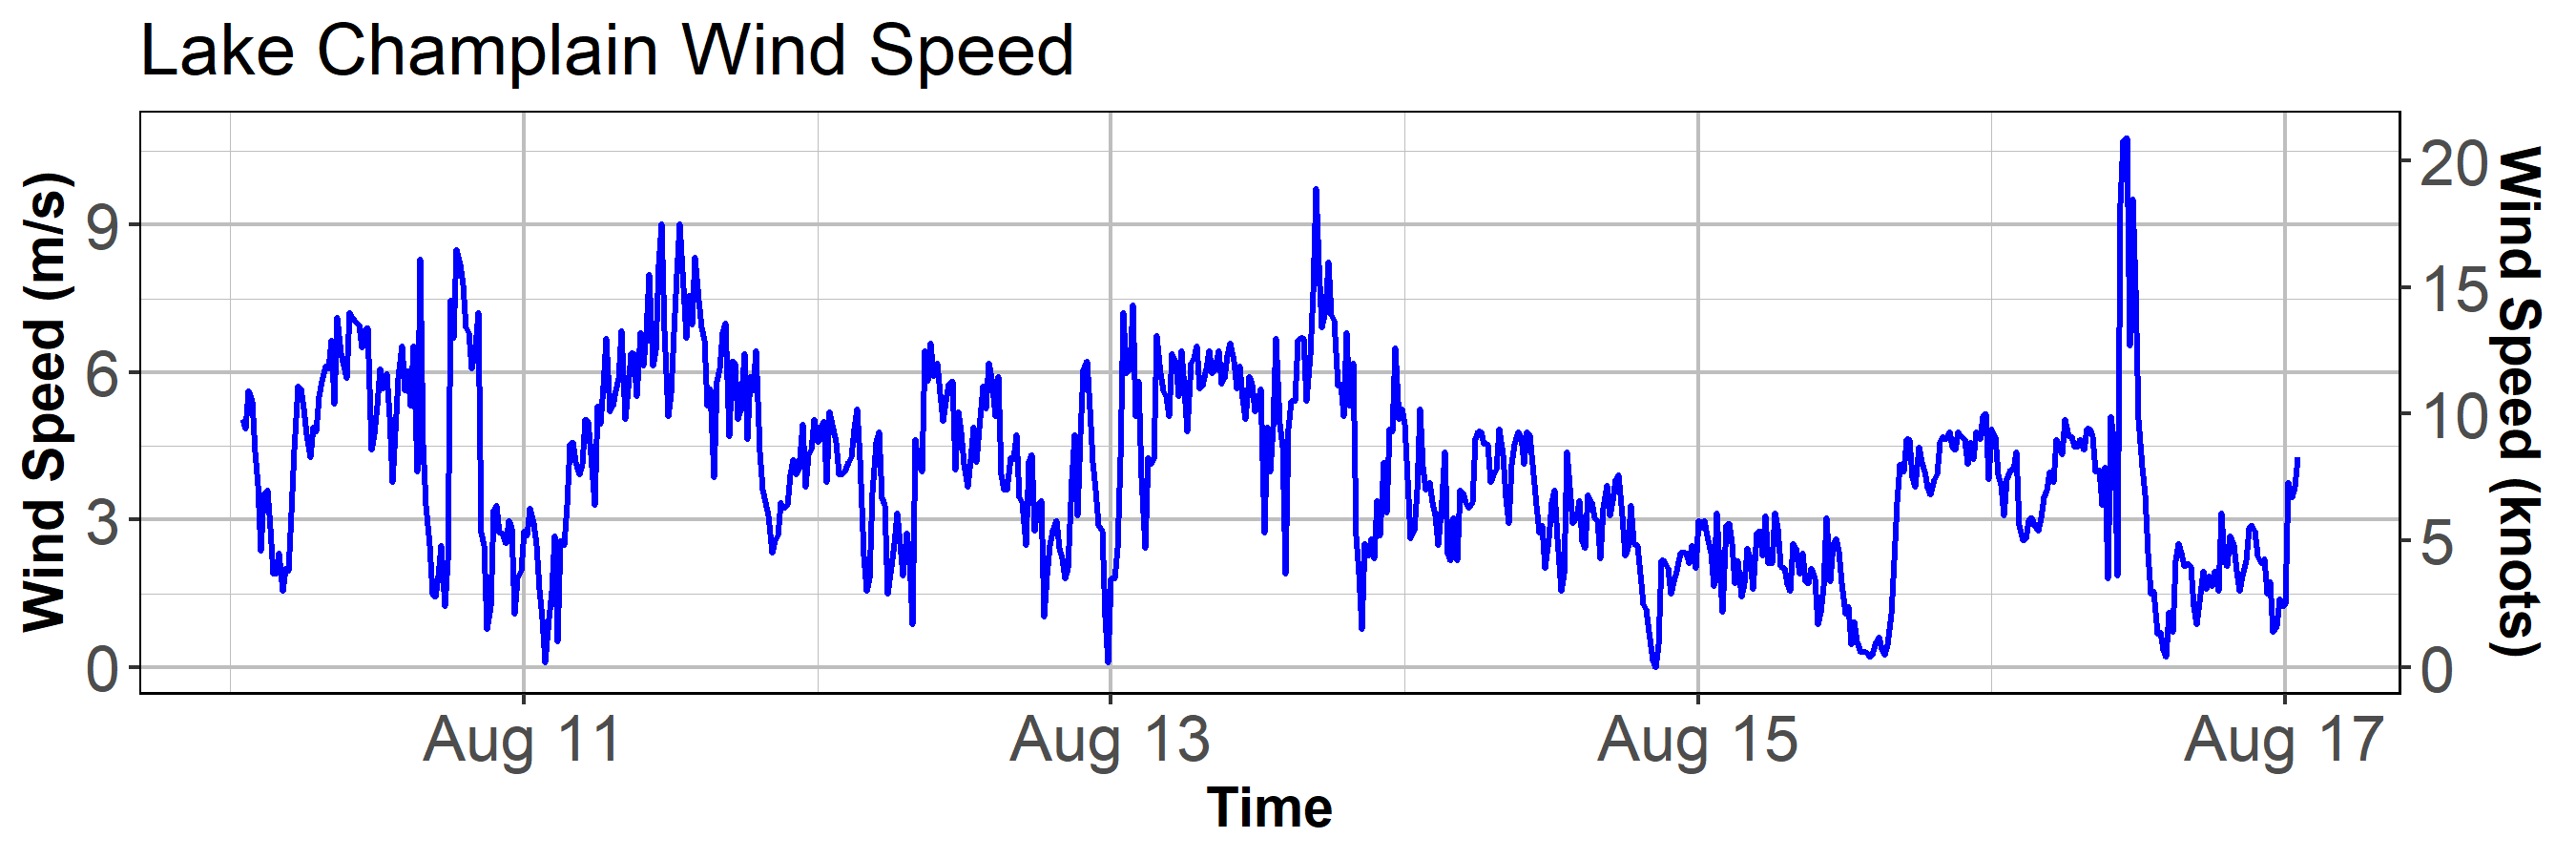 Lake Champlain Wind Speed
Wind Speed (m/s)
9
6
3
0
20
15
10
5
0
Wind Speed (knots)
Aug 11
Aug 13
Aug 15
Aug 17
Time